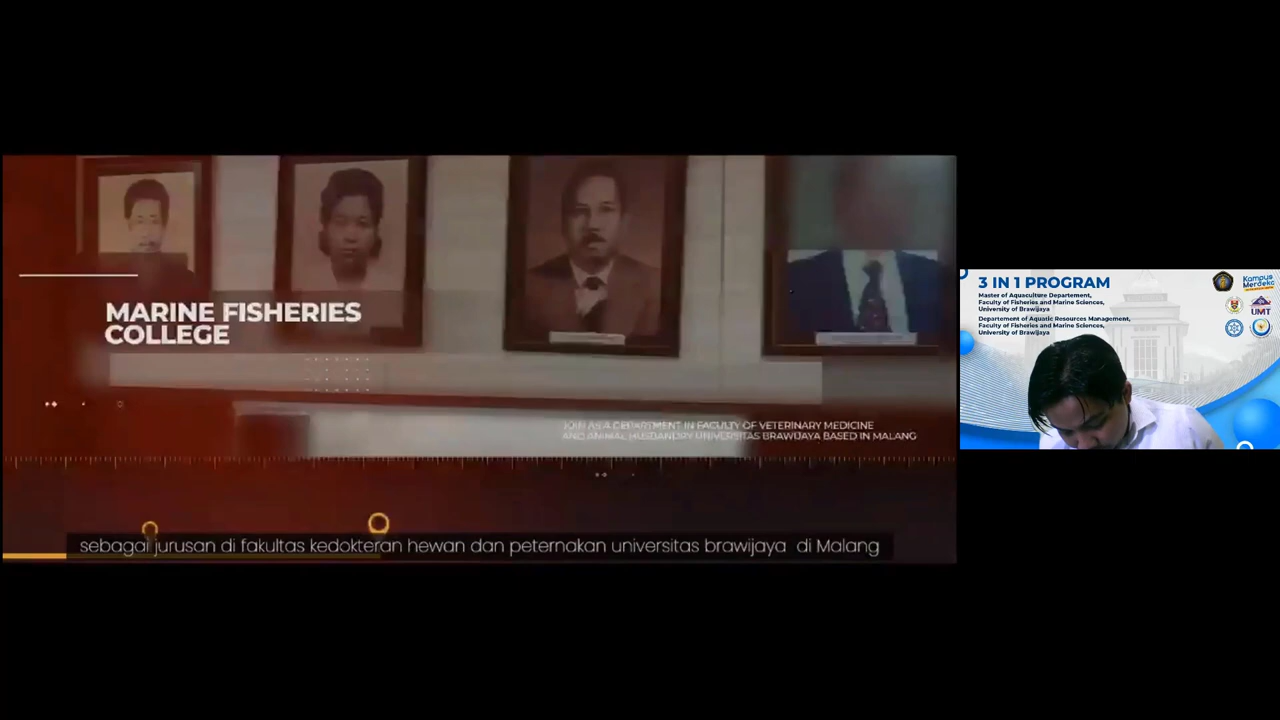 MARINE FISHERIES
COLLEGE
JOIN AS A DEPARTMENT IN FACULTY OF VETERINARY MEDICINE
AND ANIMAL HUSBANDRY UNIVERSITAS BRAWIJAYA BASED IN MALANG
sebagai jurusan di fakultas kedokteran hewan dan peternakan universitas brawijaya di Malang
3 IN 1 PROGRAM
Master of Aquaculture Departement,
Faculty of Fisheries and Marine Sciences,
University of Brawijaya
Departement of Aquatic Resources Management,
Faculty of Fisheries and Marine Sciences,
University of Brawijaya
Kampus
Merdeka
UMT